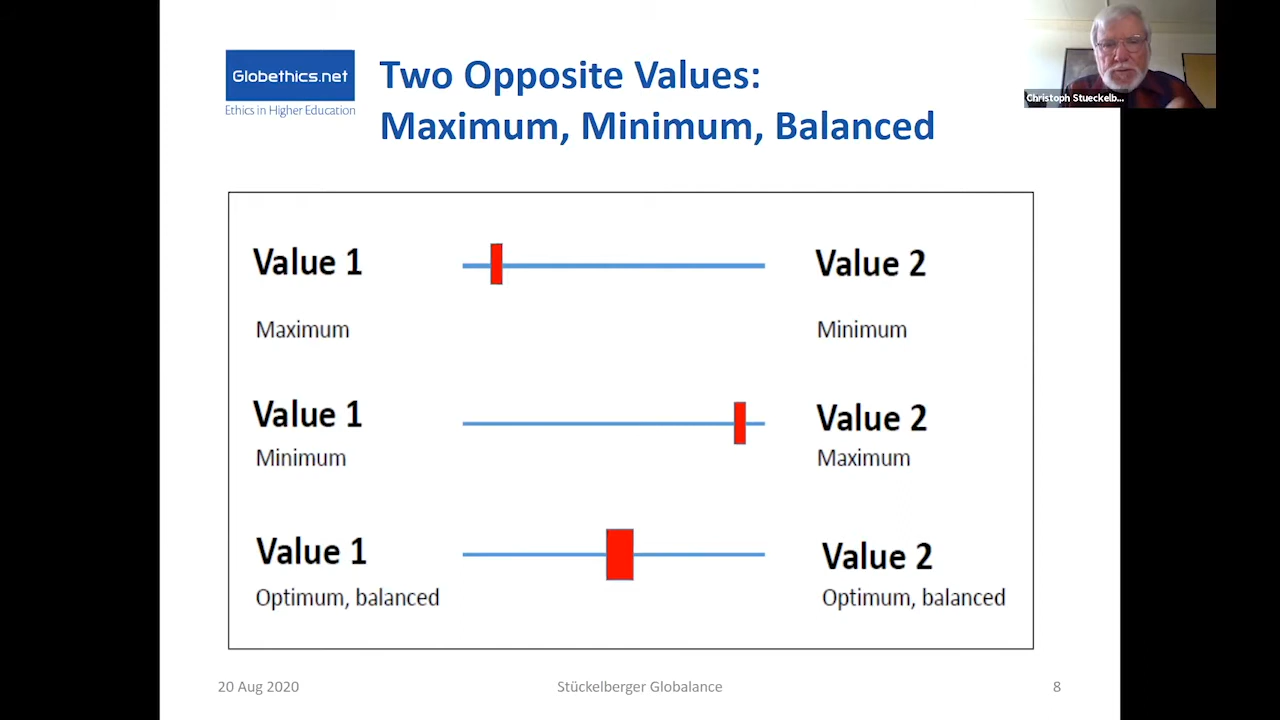 Globethics.net
Ethics in Higher Education
Two Opposite Values:
Maximum, Minimum, Balanced
Christoph Stueckelb...
Value 1
Value 2
Maximum
Minimum
Value 1
Value 2
Minimum
Maximum
Value 1
Value 2
Optimum, balanced
Optimum, balanced
20 Aug 2020
Stückelberger Globalance
8